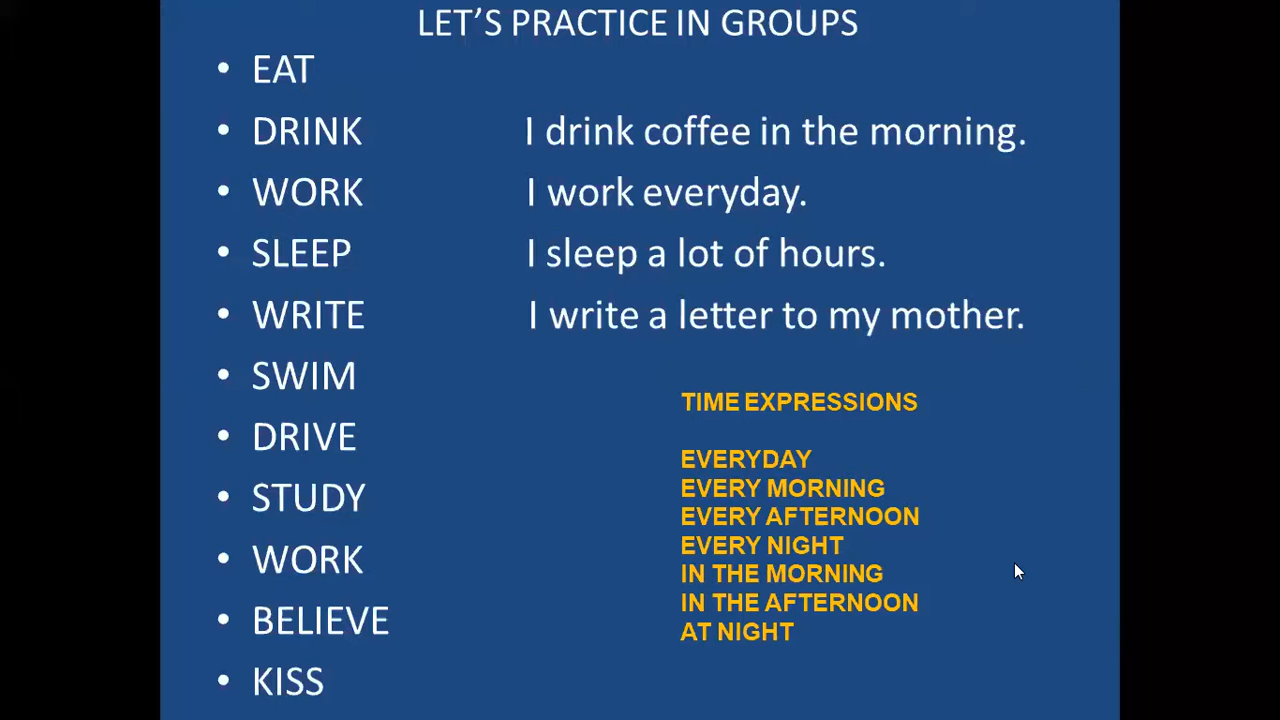 LET'S PRACTICE IN GROUPS
• EAT
• DRINK I drink coffee in the morning.
• WORK I work everyday.
• SLEEP I sleep a lot of hours.
• WRITE I write a letter to my mother.
• SWIM
TIME EXPRESSIONS
• DRIVE
EVERYDAY
EVERY MORNING
• STUDY
EVERY AFTERNOON
EVERY NIGHT
• WORK
IN THE MORNING
IN THE AFTERNOON
• BELIEVE
AT NIGHT
• KISS